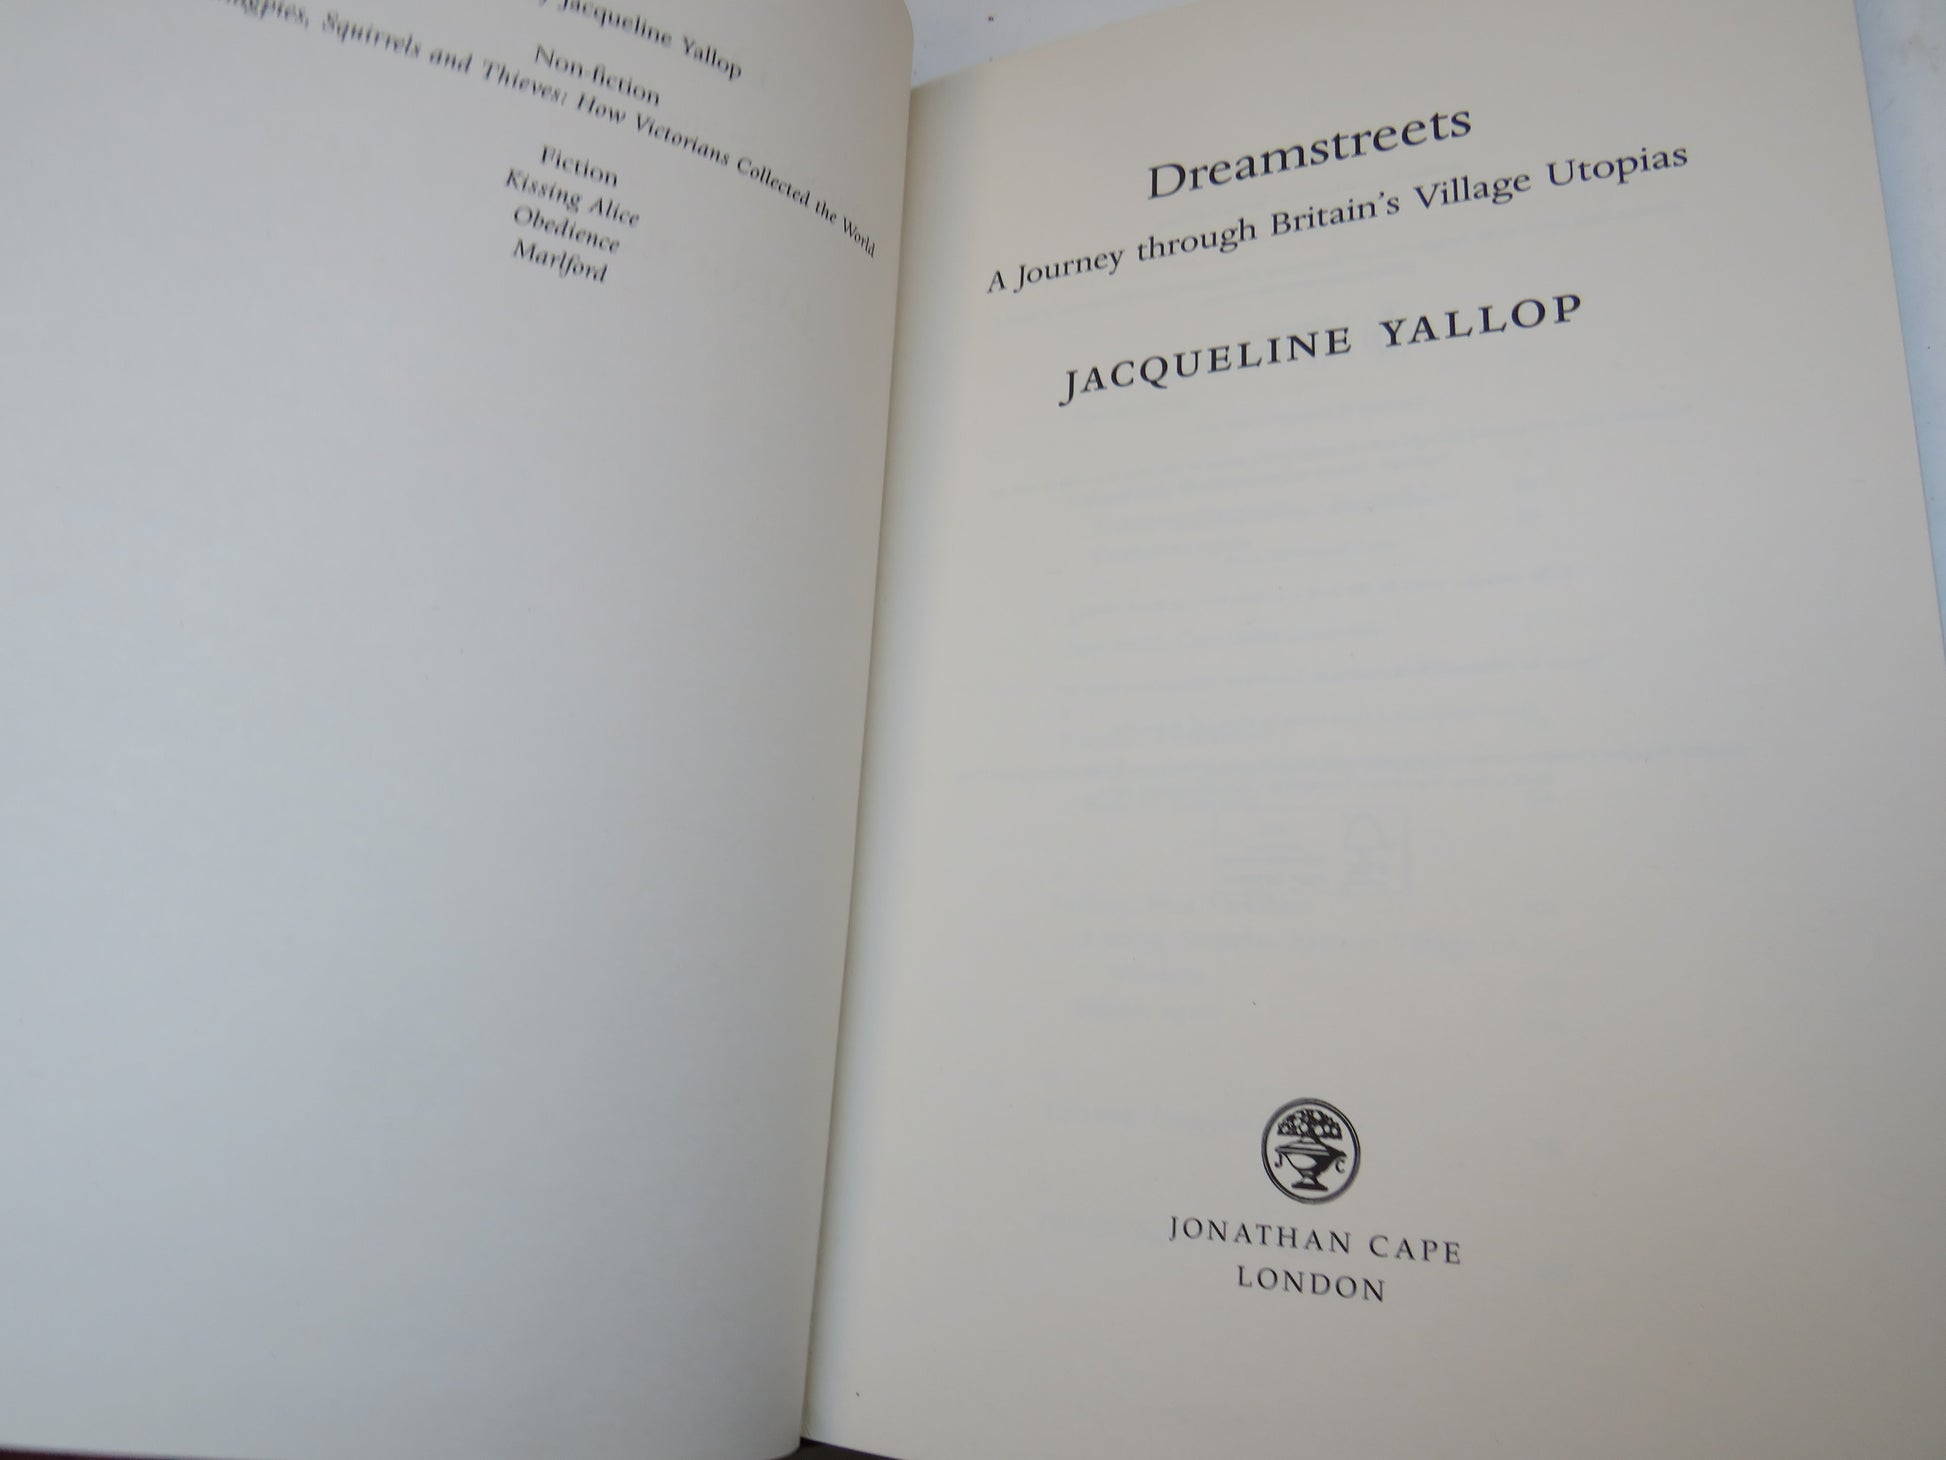 Jacqueline Yallop
Non-fiction
Squirrels and Thieves: How Victorians Collected the World
Fiction
Kissing Alice
Obedience
Marlford
Dreamstreets
A Journey through Britain's Village Utopias
JACQUELINE YALLOP
J C
JONATHAN CAPE
LONDON